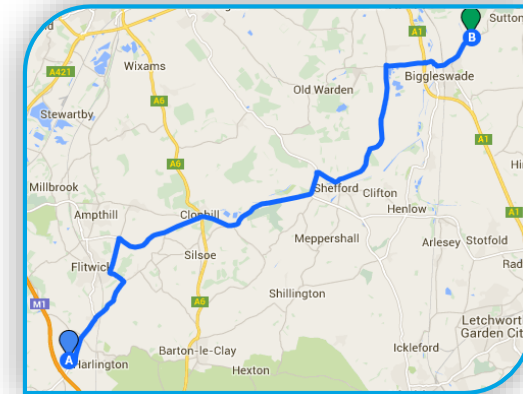 Sutton
B
A1
Wixams
Biggleswade
A421
Old Warden
A6
Stewartby
A1
A6
Millbrook
Shefford
Clifton
Ampthill
Clophill
Henlow
A1
Meppershall
Arlesey
Stotfold
Silsoe
Flitwick
Shillington
M1
A6
Letchworth
Garden City
Barton-le-Clay
Ickleford
A
Harlington
Hexton